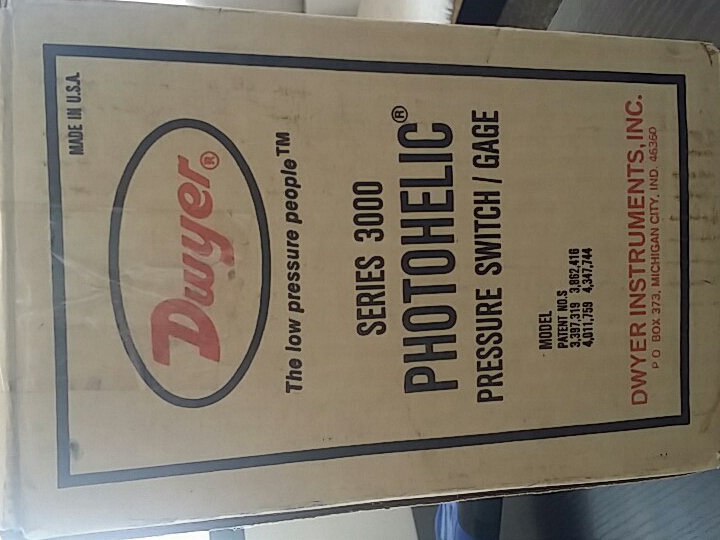 MADE IN U.S.A.
Dwyer®
The low pressure people™
SERIES 3000
PHOTOHELIC®
PRESSURE SWITCH / GAGE
MODEL
PATENT NO.S
3,397,319 3,862,416
4,011,759 4,347,744
DWYER INSTRUMENTS, INC.
P.O. BOX 373, MICHIGAN CITY, IND. 46360